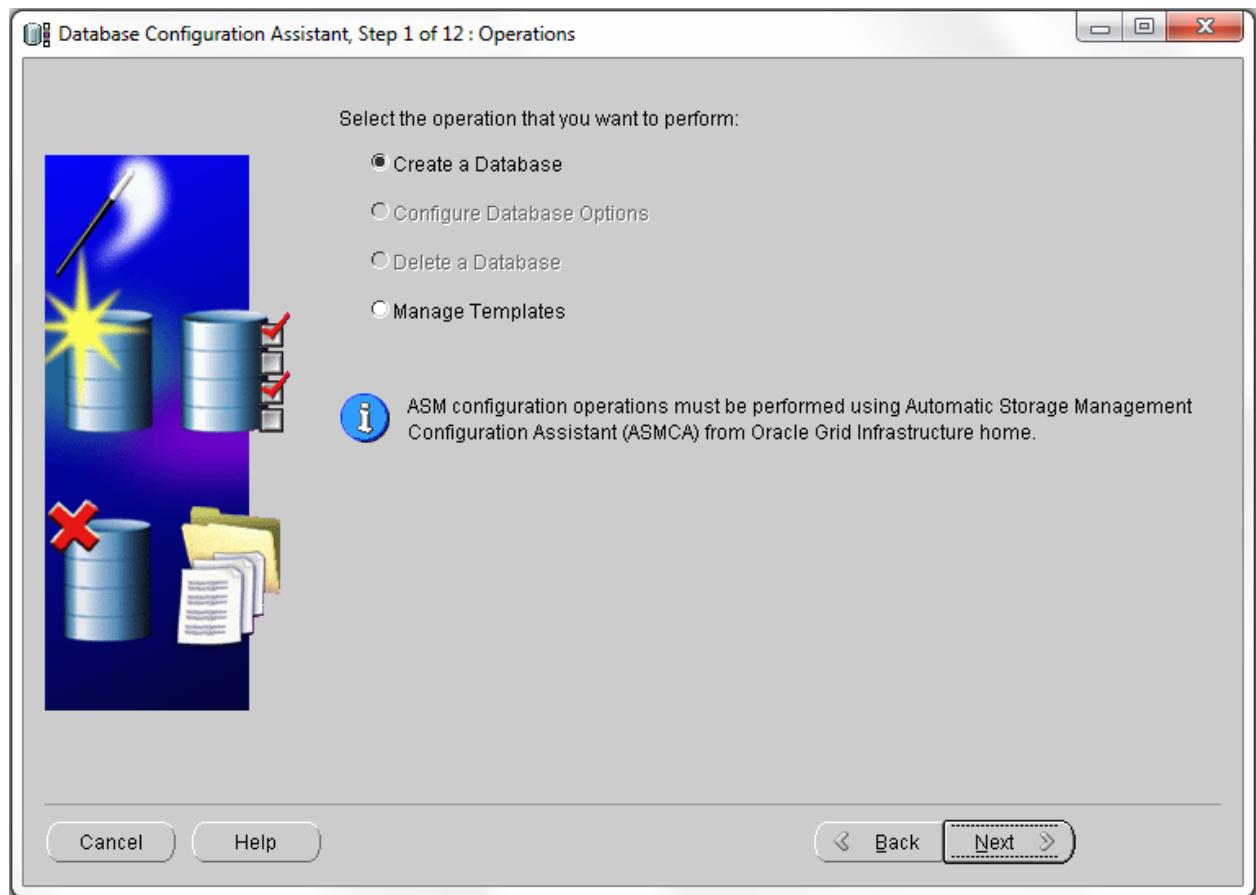 Database Configuration Assistant, Step 1 of 12 : Operations
Select the operation that you want to perform:
Create a Database
Configure Database Options
Delete a Database
Manage Templates
ASM configuration operations must be performed using Automatic Storage Management
Configuration Assistant (ASMCA) from Oracle Grid Infrastructure home.
Cancel
Help
Back
Next